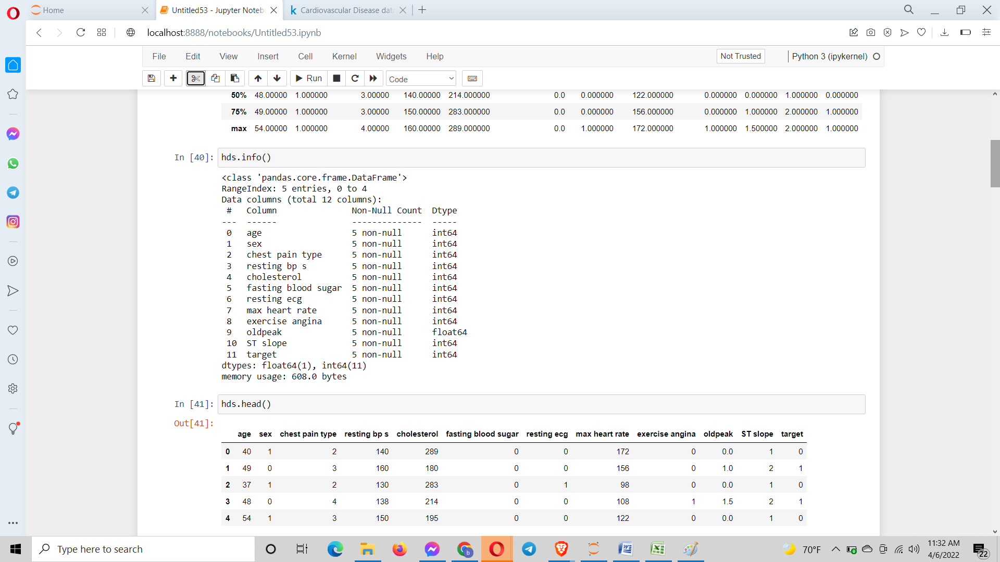 Home
Untitled53 - Jupyter Noteb
Cardiovascular Disease dat
localhost:8888/notebooks/Untitled53.ipynb
File Edit View Insert Cell Kernel Widgets Help
Not Trusted
Python 3 (ipykernel)
Run
Code
50% 48.00000 1.000000 3.00000 140.00000 214.000000 0.0 0.000000 122.000000 0.000000 0.000000 1.000000 0.000000
75% 49.00000 1.000000 3.00000 150.00000 283.000000 0.0 0.000000 156.000000 0.000000 1.000000 2.000000 1.000000
max 54.00000 1.000000 4.00000 160.00000 289.000000 0.0 1.000000 172.000000 1.000000 1.500000 2.000000 1.000000
In [40]: hds.info()
<class 'pandas.core.frame.DataFrame'>
RangeIndex: 5 entries, 0 to 4
Data columns (total 12 columns):
# Column Non-Null Count Dtype
--- ------ -------------- -----
0 age 5 non-null int64
1 sex 5 non-null int64
2 chest pain type 5 non-null int64
3 resting bp s 5 non-null int64
4 cholesterol 5 non-null int64
5 fasting blood sugar 5 non-null int64
6 resting ecg 5 non-null int64
7 max heart rate 5 non-null int64
8 exercise angina 5 non-null int64
9 oldpeak 5 non-null float64
10 ST slope 5 non-null int64
11 target 5 non-null int64
dtypes: float64(1), int64(11)
memory usage: 608.0 bytes
In [41]: hds.head()
Out[41]:
age sex chest pain type resting bp s cholesterol fasting blood sugar resting ecg max heart rate exercise angina oldpeak ST slope target
0 40 1 2 140 289 0 0 172 0 0.0 1 0
1 49 0 3 160 180 0 0 156 0 1.0 2 1
2 37 1 2 130 283 0 1 98 0 0.0 1 0
3 48 0 4 138 214 0 0 108 1 1.5 2 1
4 54 1 3 150 195 0 0 122 0 0.0 1 0
Type here to search
70°F
11:32 AM
4/6/2022
22